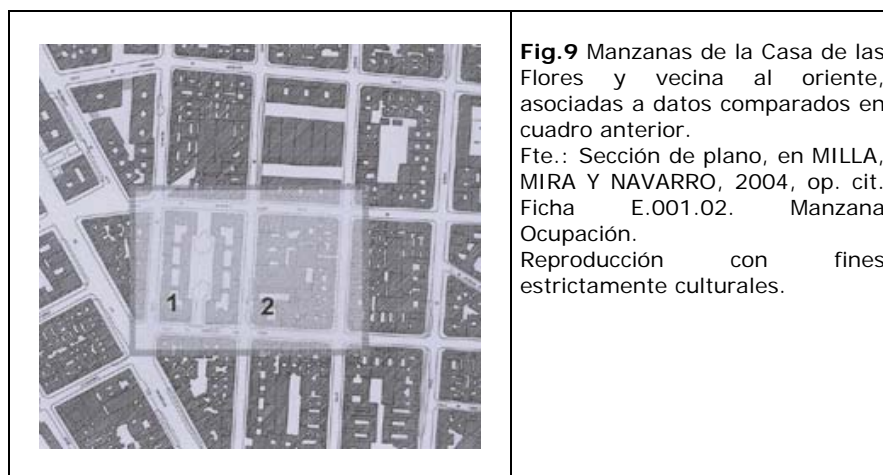 Fig.9 Manzanas de la Casa de las
Flores y vecina al oriente,
asociadas a datos comparados en
cuadro anterior.
Fte.: Sección de plano, en MILLA,
MIRA Y NAVARRO, 2004, op. cit.
Ficha E.001.02. Manzana
Ocupación.
Reproducción con fines
estrictamente culturales.
1
2